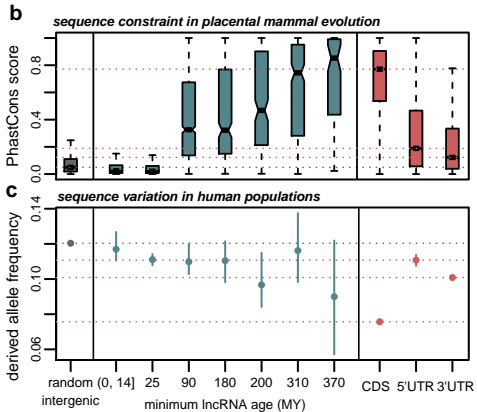 b
sequence constraint in placental mammal evolution
PhastCons score
0.8
0.4
0.0
c
sequence variation in human populations
derived allele frequency
0.14
0.10
0.06
random (0, 14] 25 90 180 200 310 370 CDS 5'UTR 3'UTR
intergenic
minimum lncRNA age (MY)